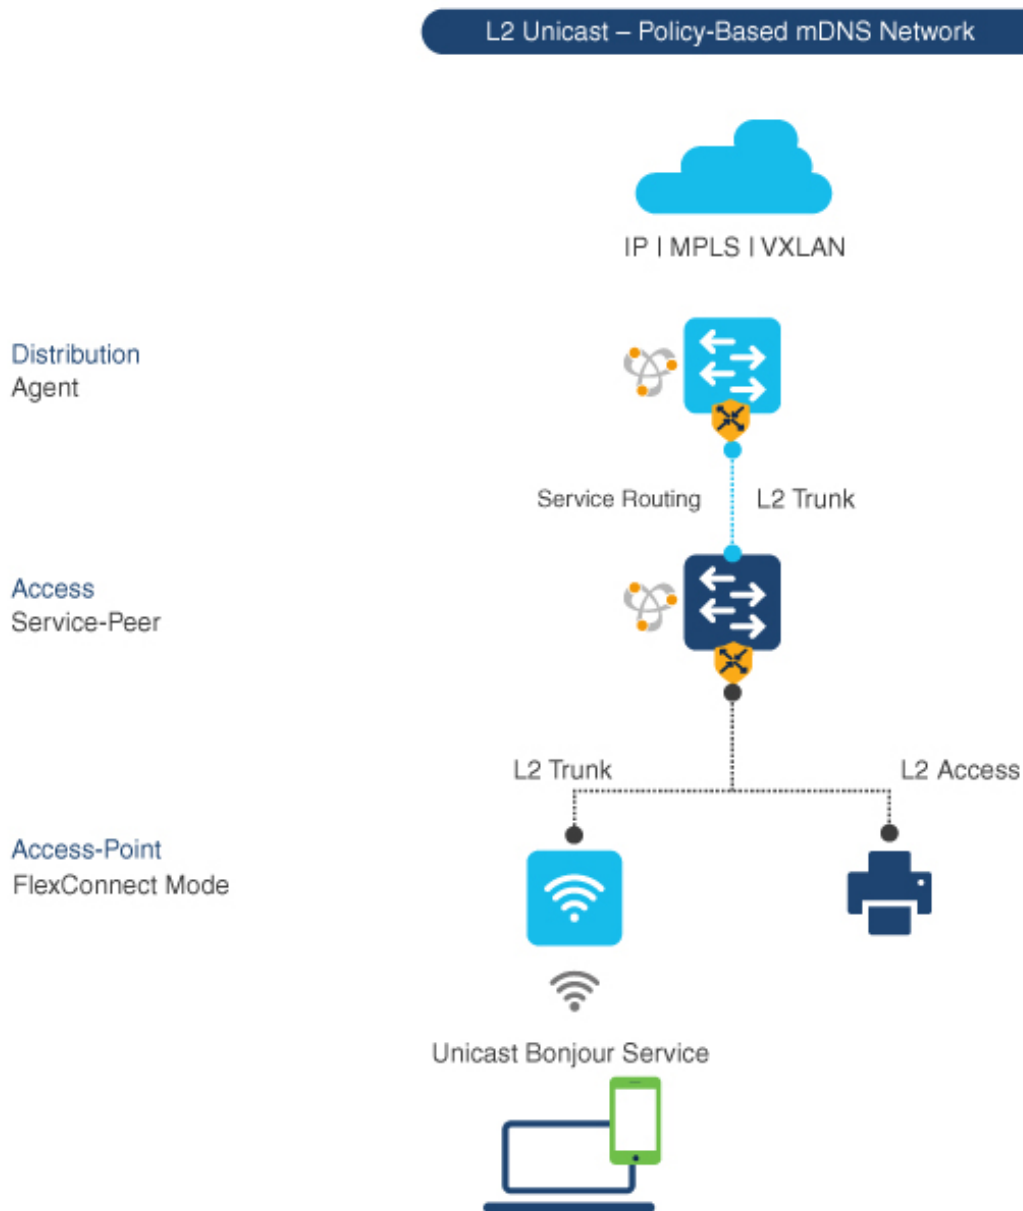 L2 Unicast – Policy-Based mDNS Network
IP | MPLS | VXLAN
Distribution
Agent
Service Routing
L2 Trunk
Access
Service-Peer
L2 Trunk
L2 Access
Access-Point
FlexConnect Mode
Unicast Bonjour Service